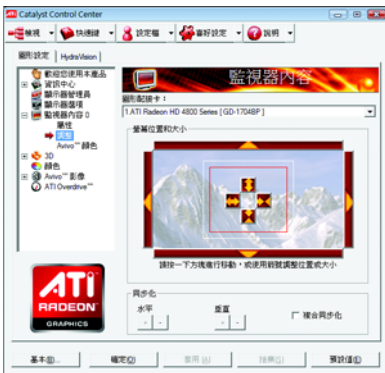 Catalyst Control Center
檢視 快速鍵 設定檔 喜好設定 說明
圖形設定 HydraVision
歡迎您使用本產品
資訊中心
顯示器管理員
顯示器選項
監視器內容 0
屬性
調整
Avivo™ 顏色
3D
顏色
Avivo™ 影像
ATI Overdrive™
ATI
RADEON
GRAPHICS
監視器內容
圖形配接卡：
1.ATI Radeon HD 4800 Series [ GD-1704BP ]
螢幕位置和大小
請按一下方塊進行移動，或使用箭號調整位置或大小
同步化
水平 垂直
- - - -
複合同步化
基本(B)... 確定(O) 套用 (A) 預設值(D)